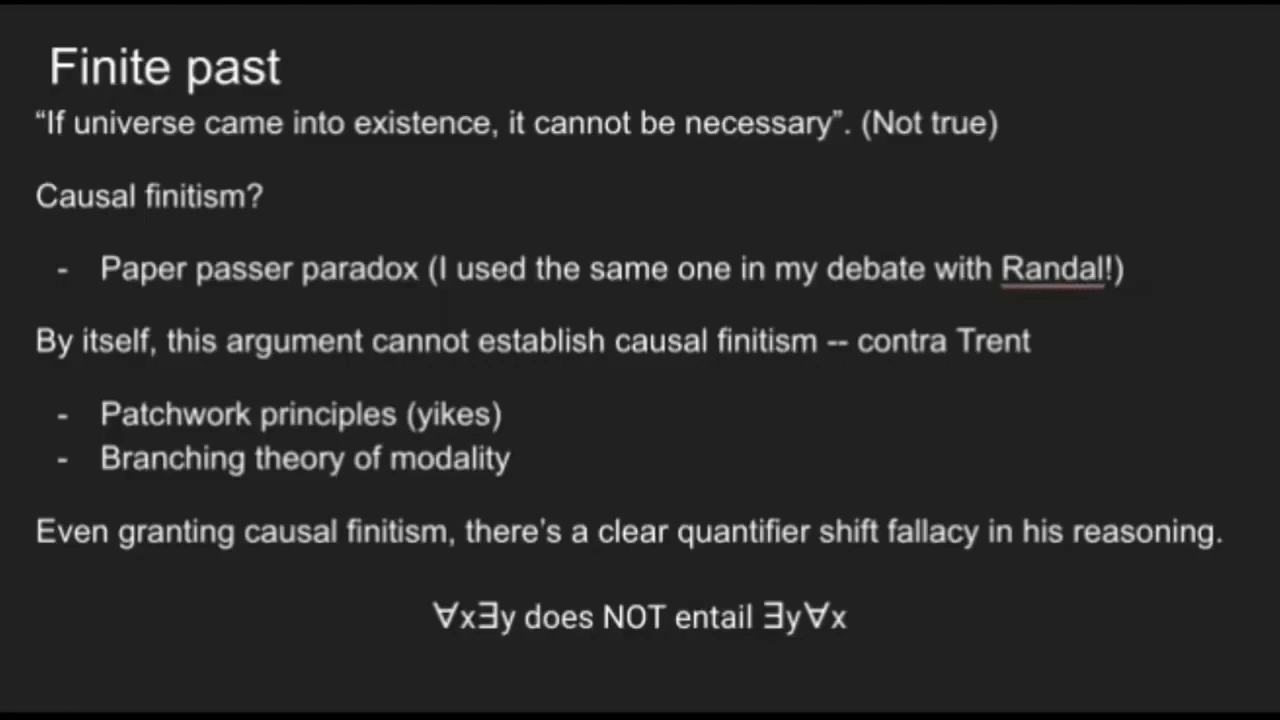 Finite past
“If universe came into existence, it cannot be necessary”. (Not true)
Causal finitism?
- Paper passer paradox (I used the same one in my debate with Randal!)
By itself, this argument cannot establish causal finitism -- contra Trent
- Patchwork principles (yikes)
- Branching theory of modality
Even granting causal finitism, there’s a clear quantifier shift fallacy in his reasoning.
∀x∃y does NOT entail ∃y∀x